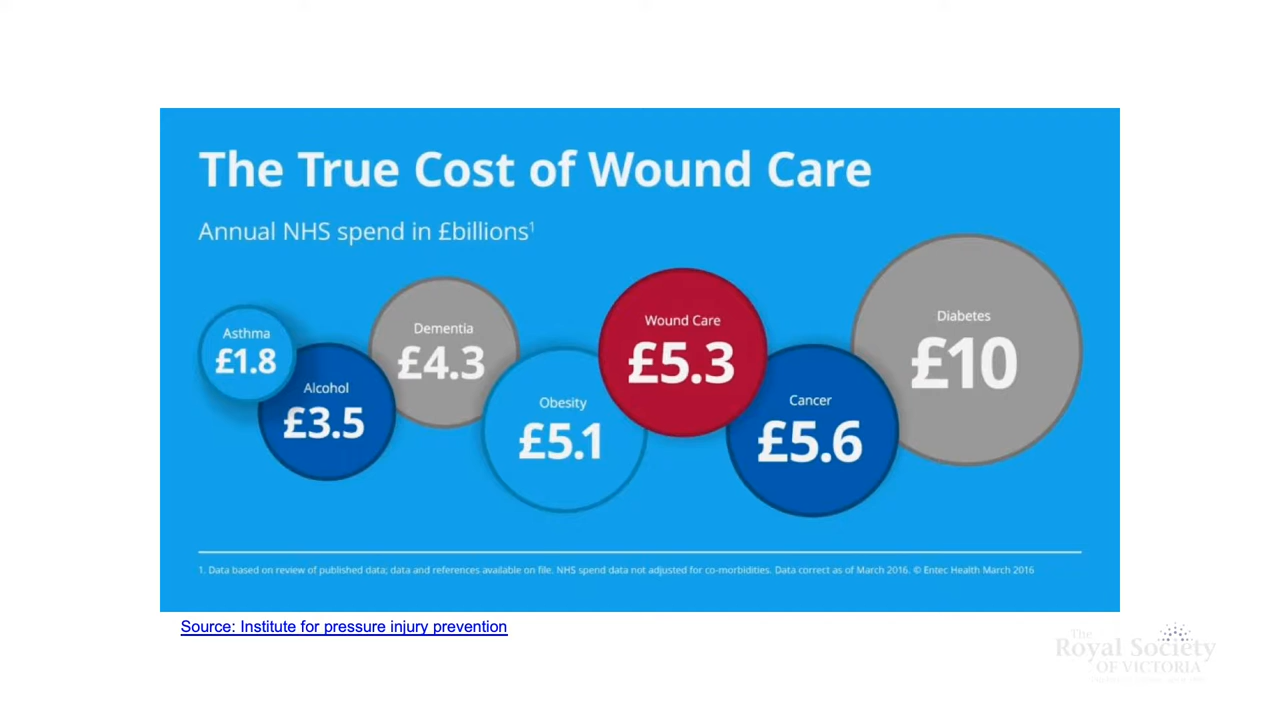 The True Cost of Wound Care
Annual NHS spend in £billions¹
Asthma
£1.8
Alcohol
£3.5
Dementia
£4.3
Obesity
£5.1
Wound Care
£5.3
Cancer
£5.6
Diabetes
£10
1. Data based on review of published data; data and references available on file. NHS spend data not adjusted for co-morbidities. Data correct as of March 2016. © Entec Health March 2016
Source: Institute for pressure injury prevention
The
Royal Society
OF VICTORIA